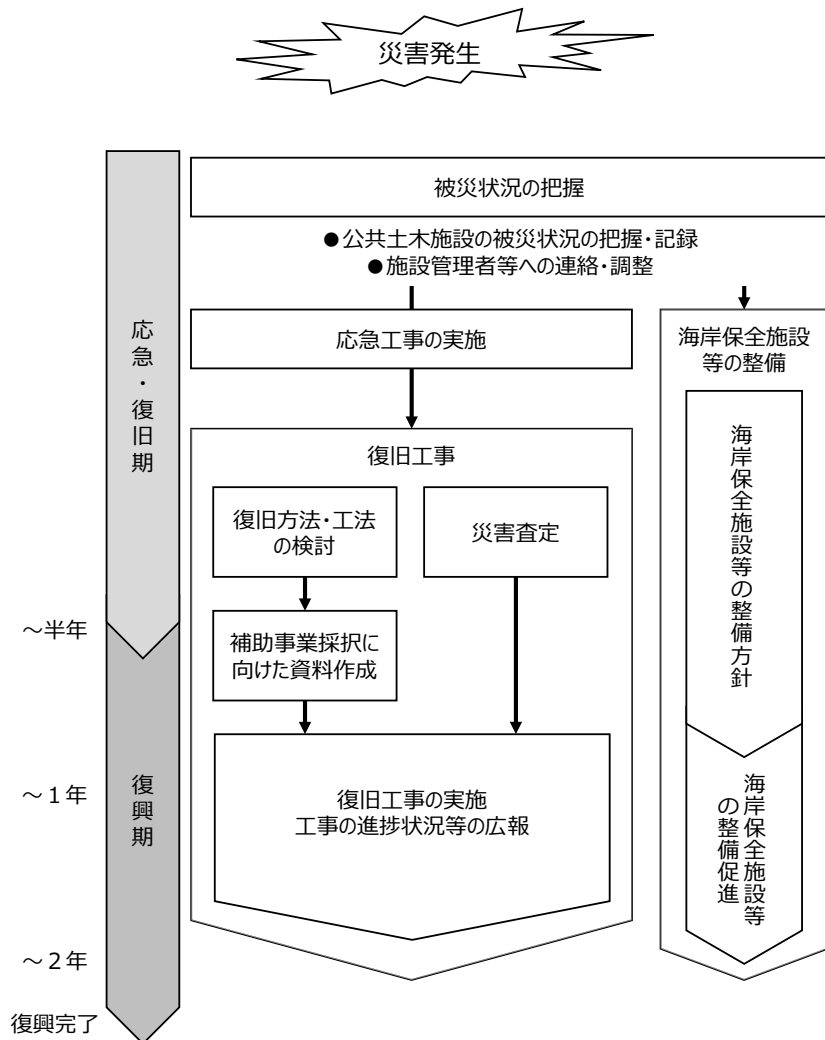 災害発生
被災状況の把握
●公共土木施設の被災状況の把握・記録
●施設管理者等への連絡・調整
応急・復旧期
応急工事の実施
海岸保全施設
等の整備
復旧工事
復旧方法・工法
の検討
災害査定
海岸保全施設等の整備方針
～半年
補助事業採択に
向けた資料作成
復興期
～１年
復旧工事の実施
工事の進捗状況等の広報
海岸保全施設等
の整備促進
～２年
復興完了